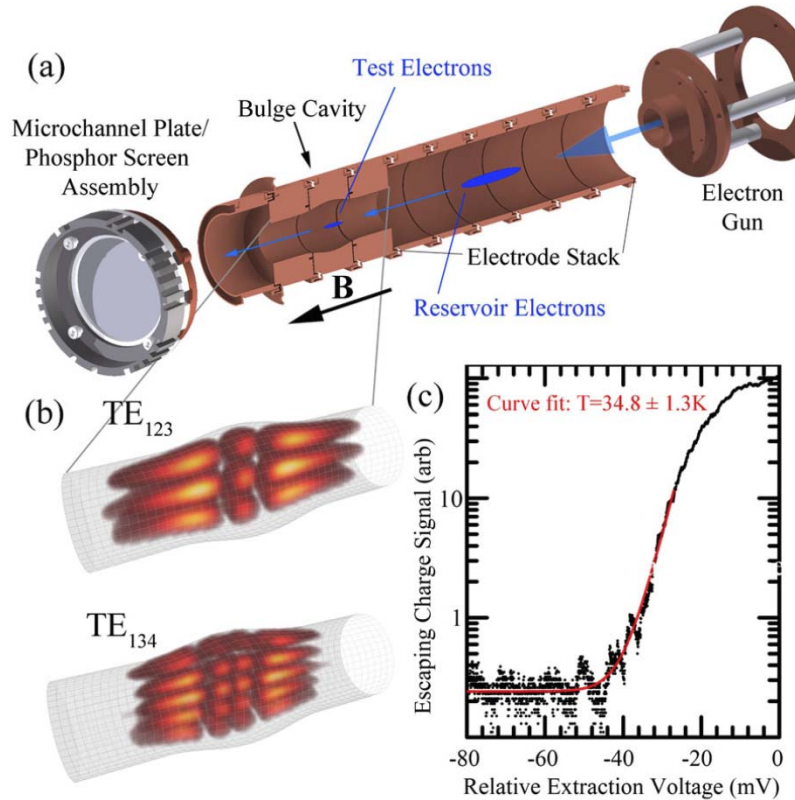 (a)
Test Electrons
Bulge Cavity
Microchannel Plate/
Phosphor Screen
Assembly
Electron
Gun
Electrode Stack
B
Reservoir Electrons
(b)
TE123
TE134
(c)
Curve fit: T=34.8 ± 1.3K
Escaping Charge Signal (arb)
10
1
-80
-60
-40
-20
0
Relative Extraction Voltage (mV)